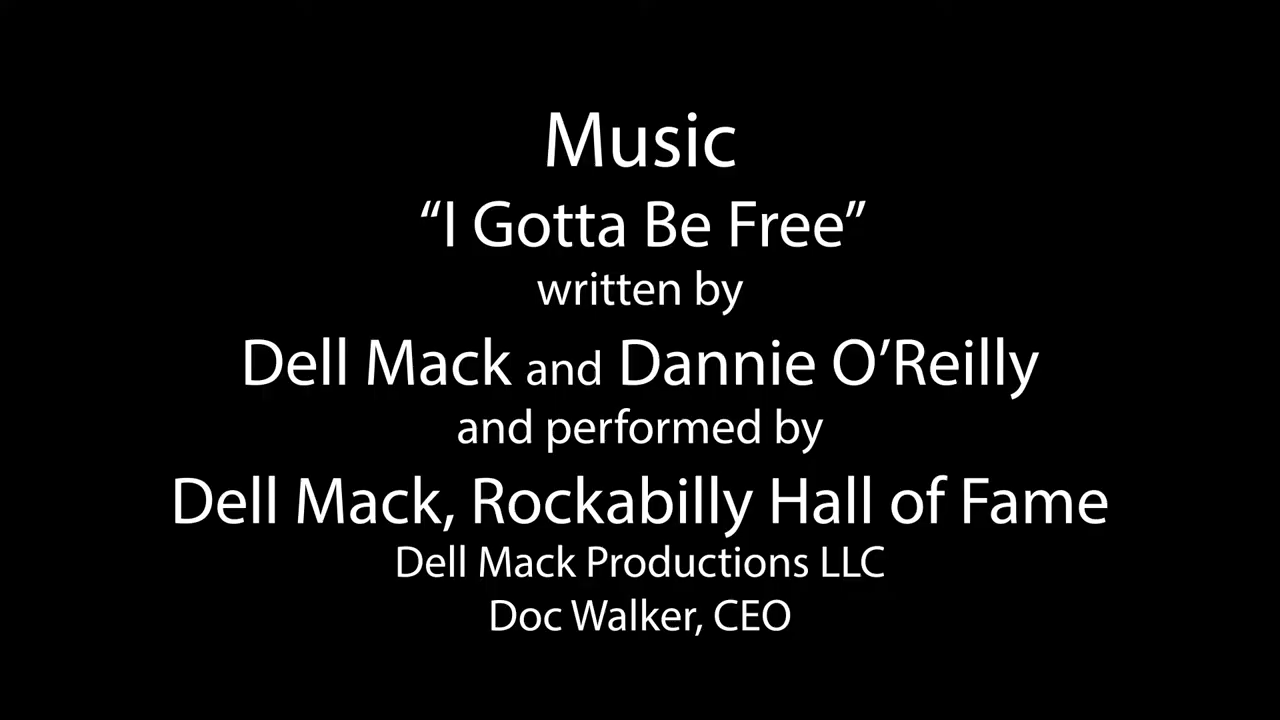 Music
“I Gotta Be Free”
written by
Dell Mack and Dannie O’Reilly
and performed by
Dell Mack, Rockabilly Hall of Fame
Dell Mack Productions LLC
Doc Walker, CEO